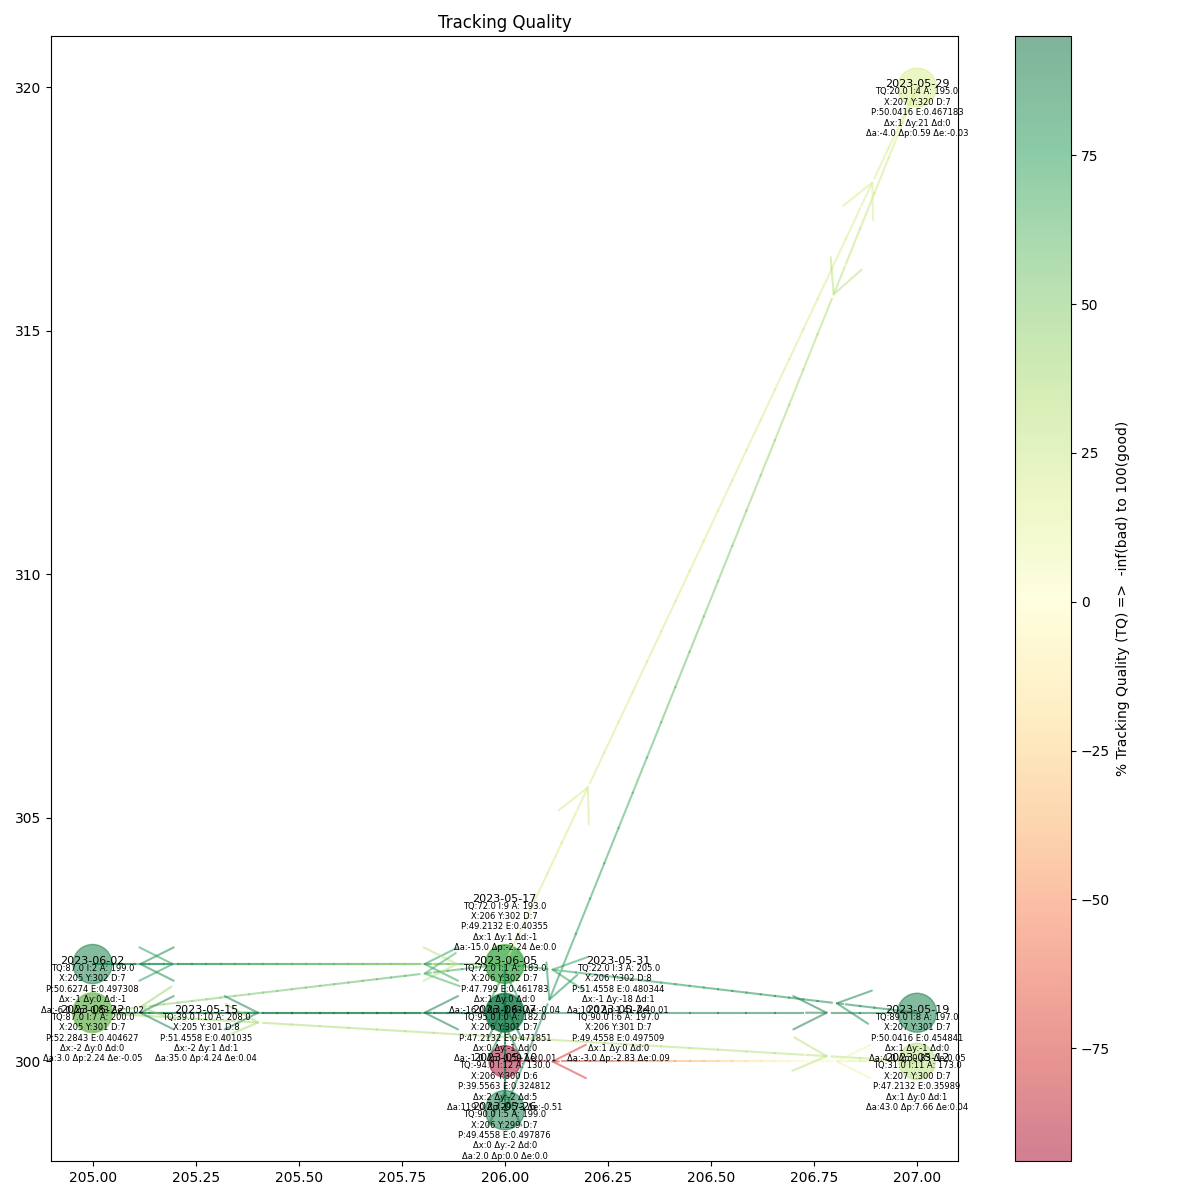 Tracking Quality
320
315
310
305
300
2023-05-29
TQ:20.0 I:4 A: 195.0
X:207 Y:320 D:7
P:50.0416 E:0.467183
Δx:1 Δy:21 Δd:0
Δa:-4.0 Δp:0.59 Δe:-0.03
2023-05-17
TQ:72.0 I:9 A: 193.0
X:206 Y:302 D:7
P:49.2132 E:0.40355
Δx:1 Δy:1 Δd:-1
Δa:-15.0 Δp:-2.24 Δe:0.0
2023-06-05
TQ:72.0 I:1 A: 183.0
X:206 Y:302 D:7
P:47.799 E:0.461783
Δx:1 Δy:0 Δd:0
2023-05-31
TQ:22.0 I:3 A: 205.0
X:206 Y:302 D:8
P:51.4558 E:0.480344
Δx:-1 Δy:-18 Δd:1
2023-06-02
TQ:87.0 I:2 A: 199.0
X:205 Y:302 D:7
P:50.6274 E:0.497308
Δx:-1 Δy:0 Δd:-1
2023-05-22
TQ:87.0 I:7 A: 200.0
X:205 Y:301 D:7
P:52.2843 E:0.404627
Δx:-2 Δy:0 Δd:0
Δa:3.0 Δp:2.24 Δe:-0.05
2023-05-15
TQ:39.0 I:10 A: 208.0
X:205 Y:301 D:8
P:51.4558 E:0.401035
Δx:-2 Δy:1 Δd:1
Δa:35.0 Δp:4.24 Δe:0.04
2023-06-07
TQ:95.0 I:0 A: 182.0
X:206 Y:301 D:7
P:47.2132 E:0.471851
Δx:0 Δy:-1 Δd:0
2023-05-24
TQ:90.0 I:6 A: 197.0
X:206 Y:301 D:7
P:49.4558 E:0.497509
Δx:1 Δy:0 Δd:0
Δa:-3.0 Δp:-2.83 Δe:0.09
2023-05-19
TQ:89.0 I:8 A: 197.0
X:207 Y:301 D:7
P:50.0416 E:0.454841
Δx:1 Δy:-1 Δd:0
2023-05-12
TQ:31.0 I:11 A: 173.0
X:207 Y:300 D:7
P:47.2132 E:0.35989
Δx:1 Δy:0 Δd:1
Δa:43.0 Δp:7.66 Δe:0.04
TQ:-94.0 I:12 A: 130.0
X:206 Y:300 D:6
P:39.5563 E:0.324812
Δx:2 Δy:-2 Δd:5
2023-05-26
TQ:90.0 I:5 A: 199.0
X:206 Y:299 D:7
P:49.4558 E:0.497876
Δx:0 Δy:-2 Δd:0
Δa:2.0 Δp:0.0 Δe:0.0
205.00 205.25 205.50 205.75 206.00 206.25 206.50 206.75 207.00
75
50
25
0
−25
−50
−75
% Tracking Quality (TQ) => -inf(bad) to 100(good)